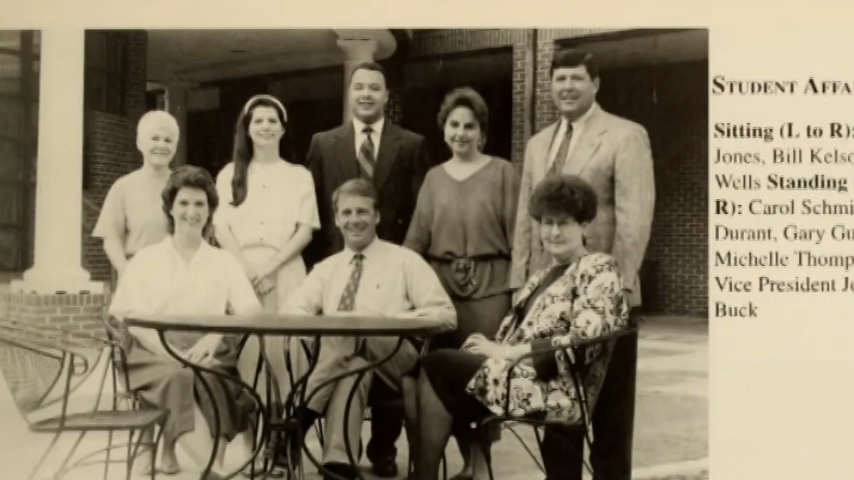 STUDENT AFFA
Sitting (L to R):
Jones, Bill Kelso
Wells Standing
R): Carol Schmi
Durant, Gary Gu
Michelle Thomp
Vice President Jo
Buck